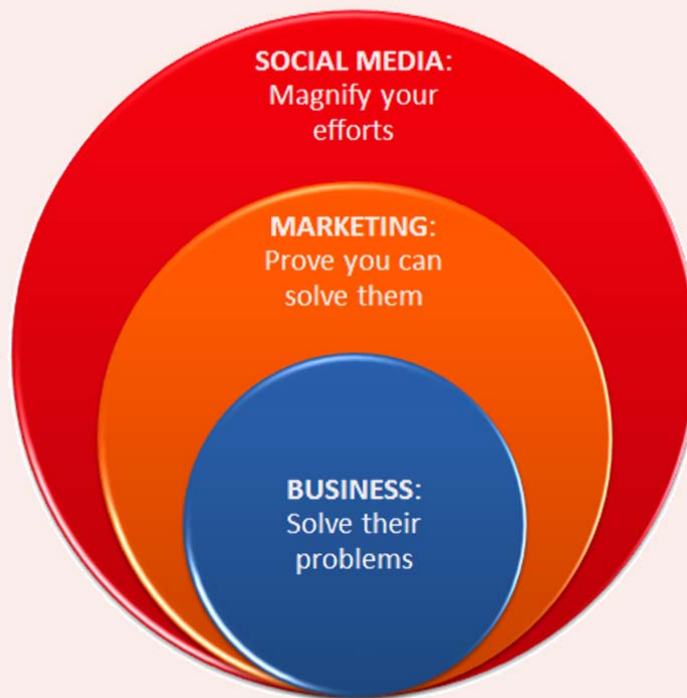 SOCIAL MEDIA:
Magnify your
efforts
MARKETING:
Prove you can
solve them
BUSINESS:
Solve their
problems